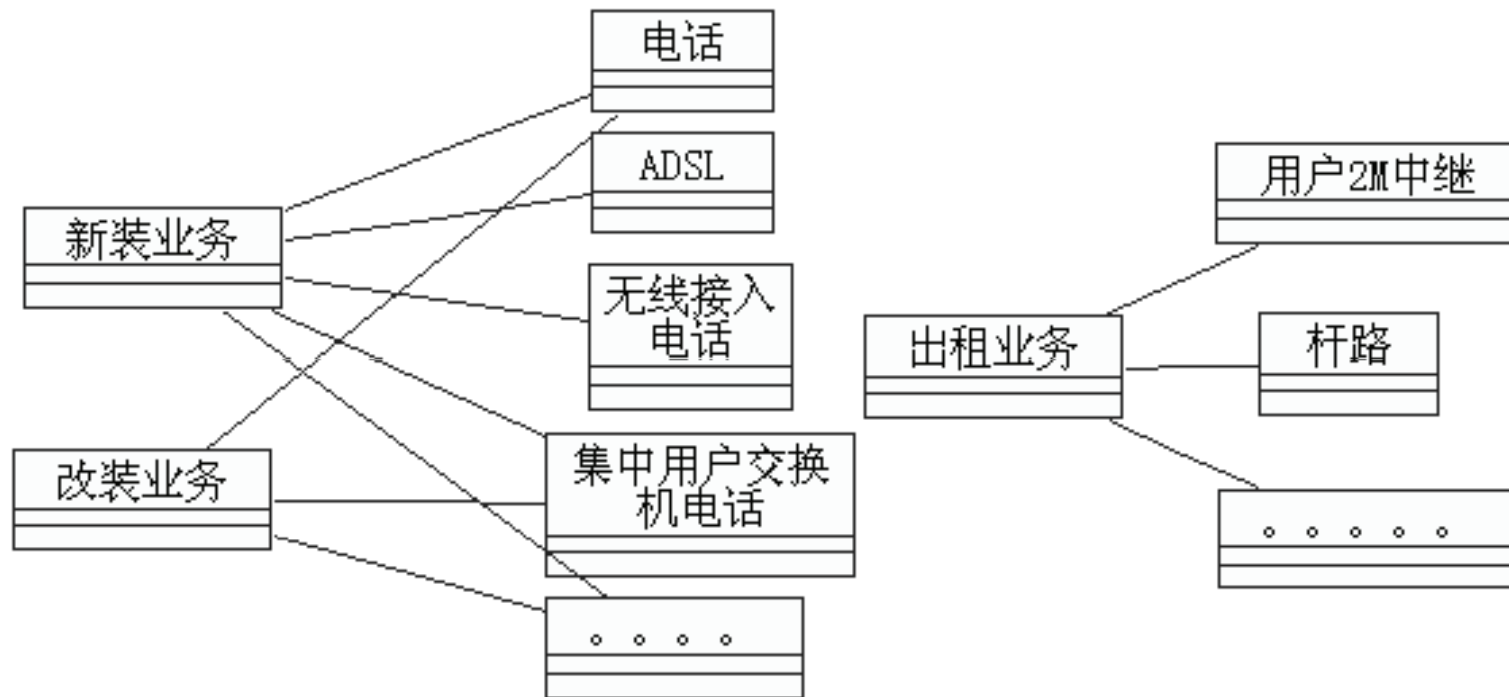 电话
ADSL
新装业务
无线接入
电话
改装业务
集中用户交换
机电话
。。。。
用户2M中继
出租业务
杆路
。。。。。